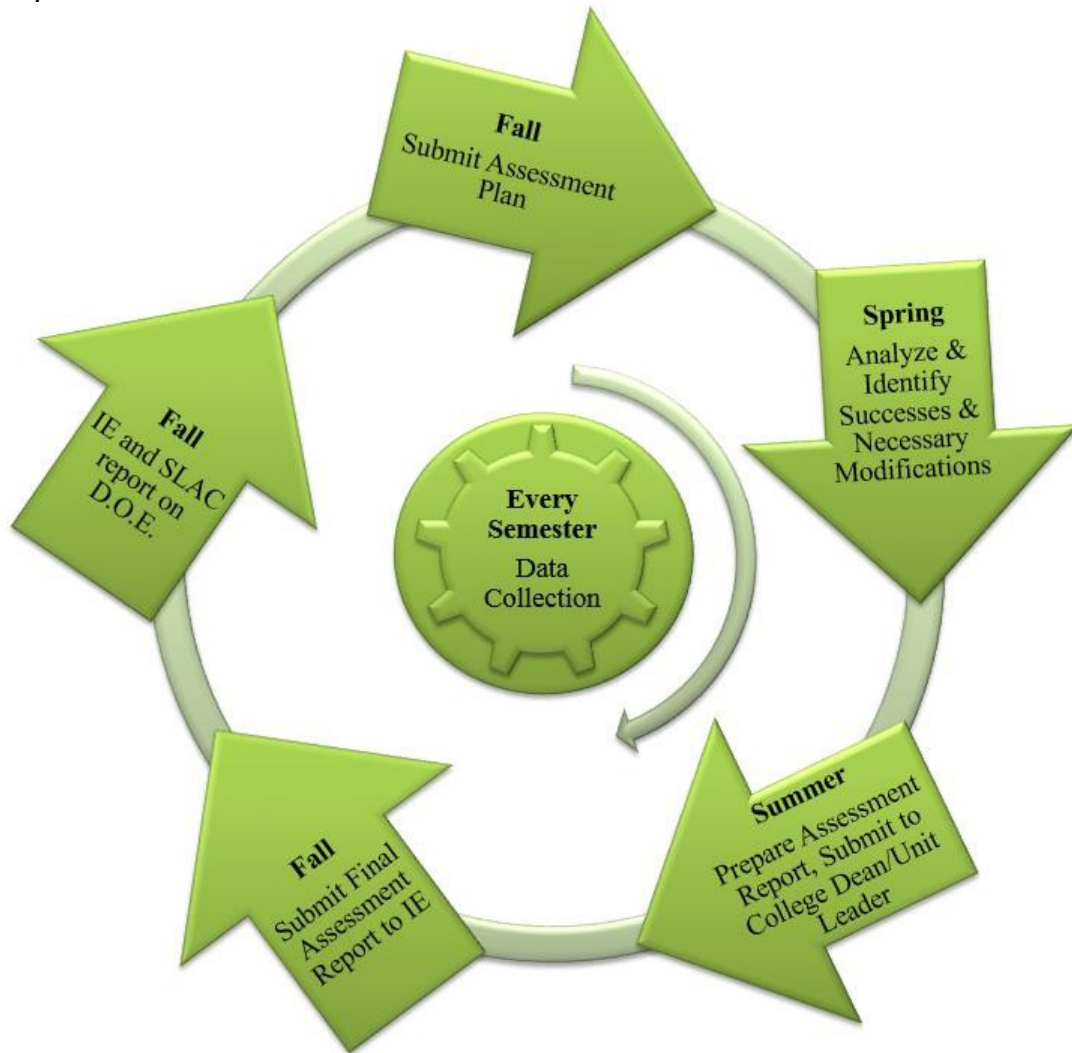 Fall
Submit Assessment
Plan
Spring
Analyze &
Identify
Successes &
Necessary
Modifications
Summer
Prepare Assessment
Report, Submit to
College Dean/Unit
Leader
Fall
Submit Final
Assessment
Report to IE
Fall
IE and SLAC
report on
D.O.E.
Every
Semester
Data
Collection